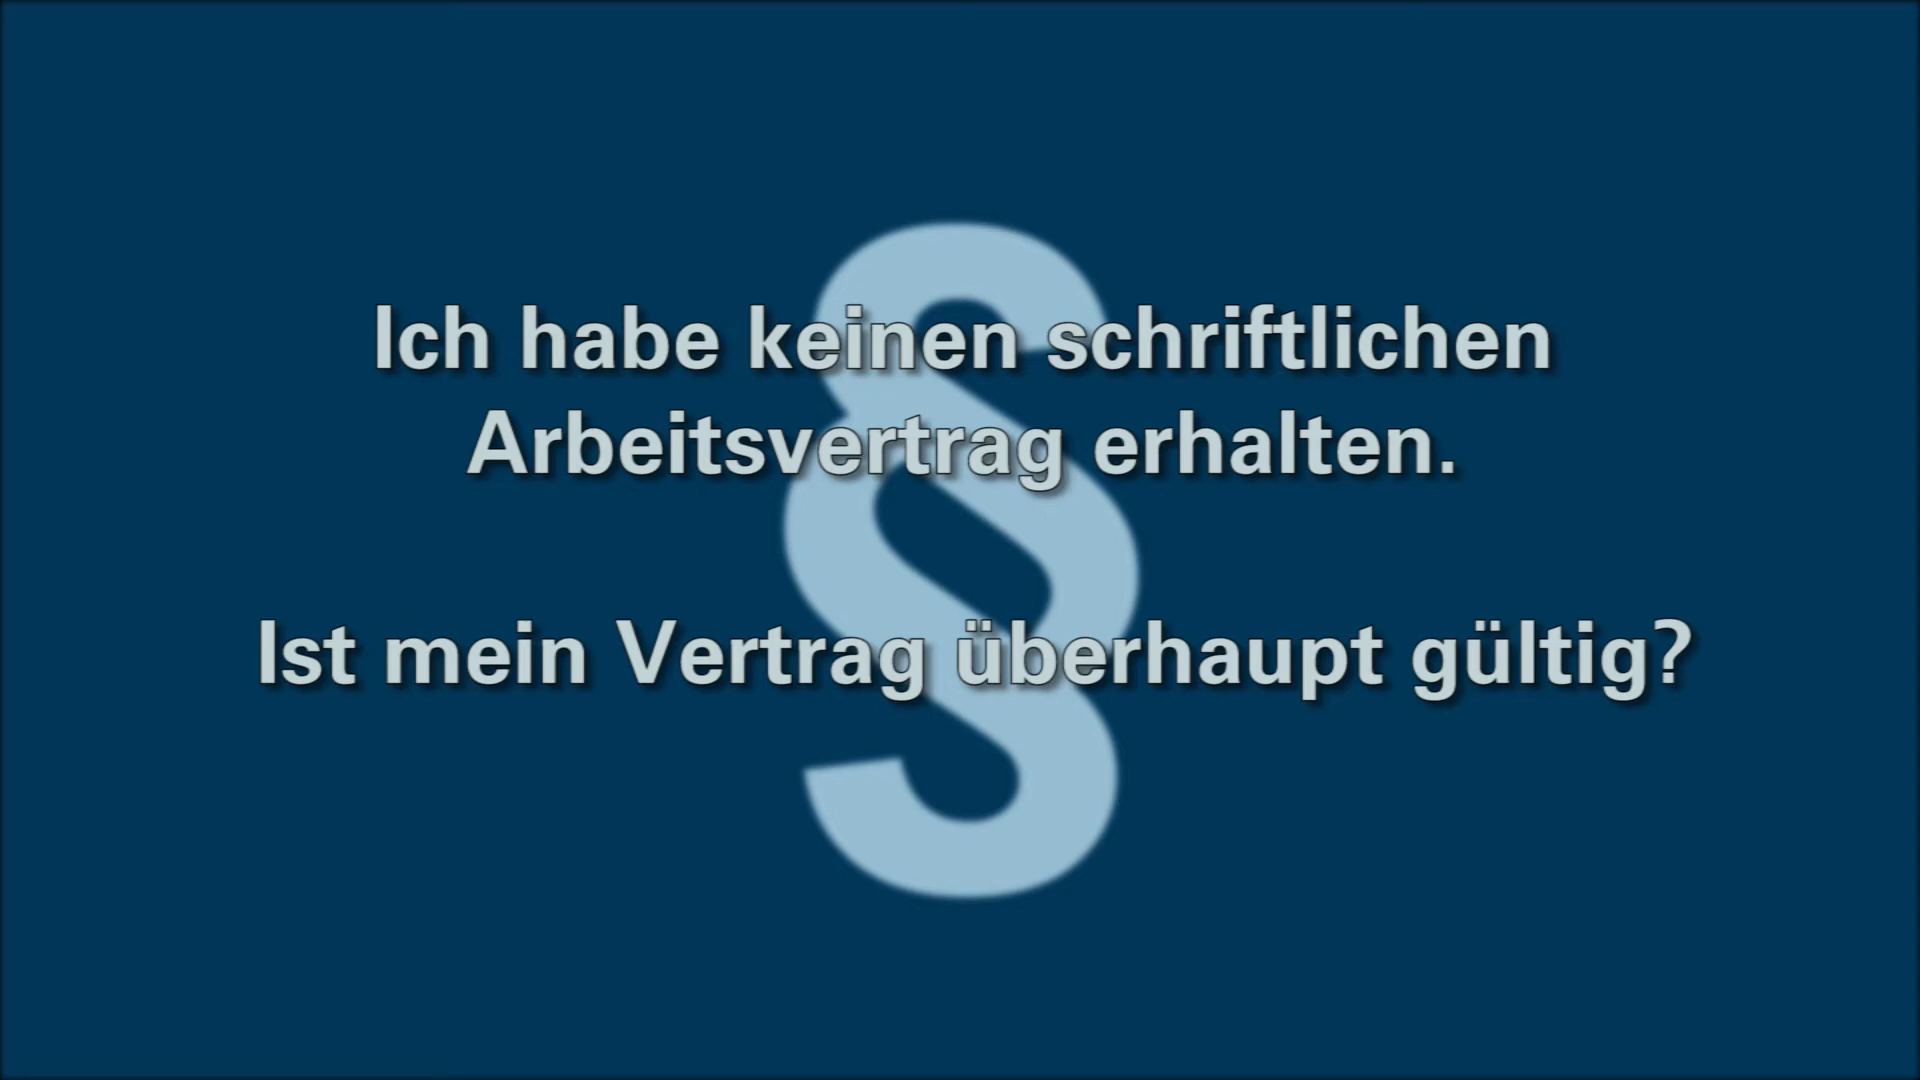 Ich habe keinen schriftlichen
Arbeitsvertrag erhalten.
Ist mein Vertrag überhaupt gültig?